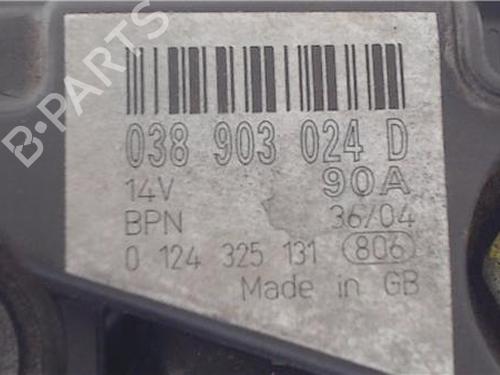 B-PARTS
038 903 024 D
14V 90A
BPN 36/04
0 124 325 131 806
Made in GB